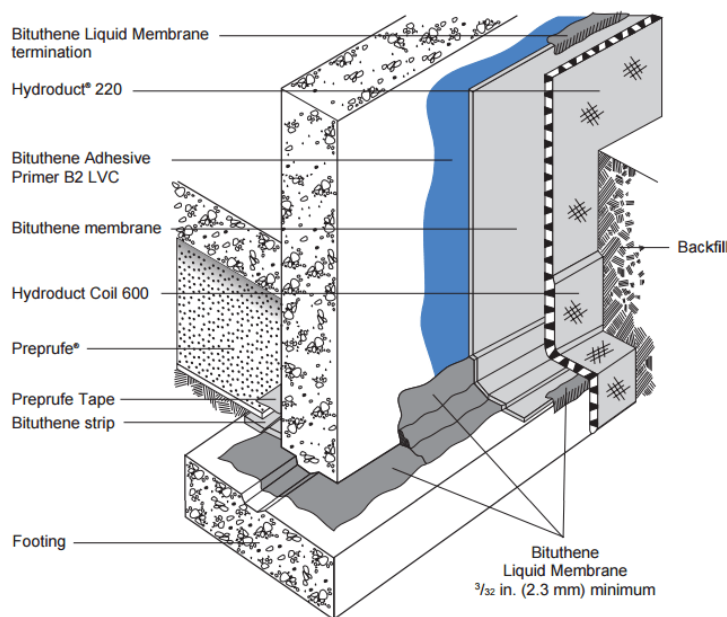 Bituthene Liquid Membrane
termination
Hydroduct® 220
Bituthene Adhesive
Primer B2 LVC
Bituthene membrane
Backfill
Hydroduct Coil 600
Preprufe®
Preprufe Tape
Bituthene strip
Footing
Bituthene
Liquid Membrane
3/32 in. (2.3 mm) minimum